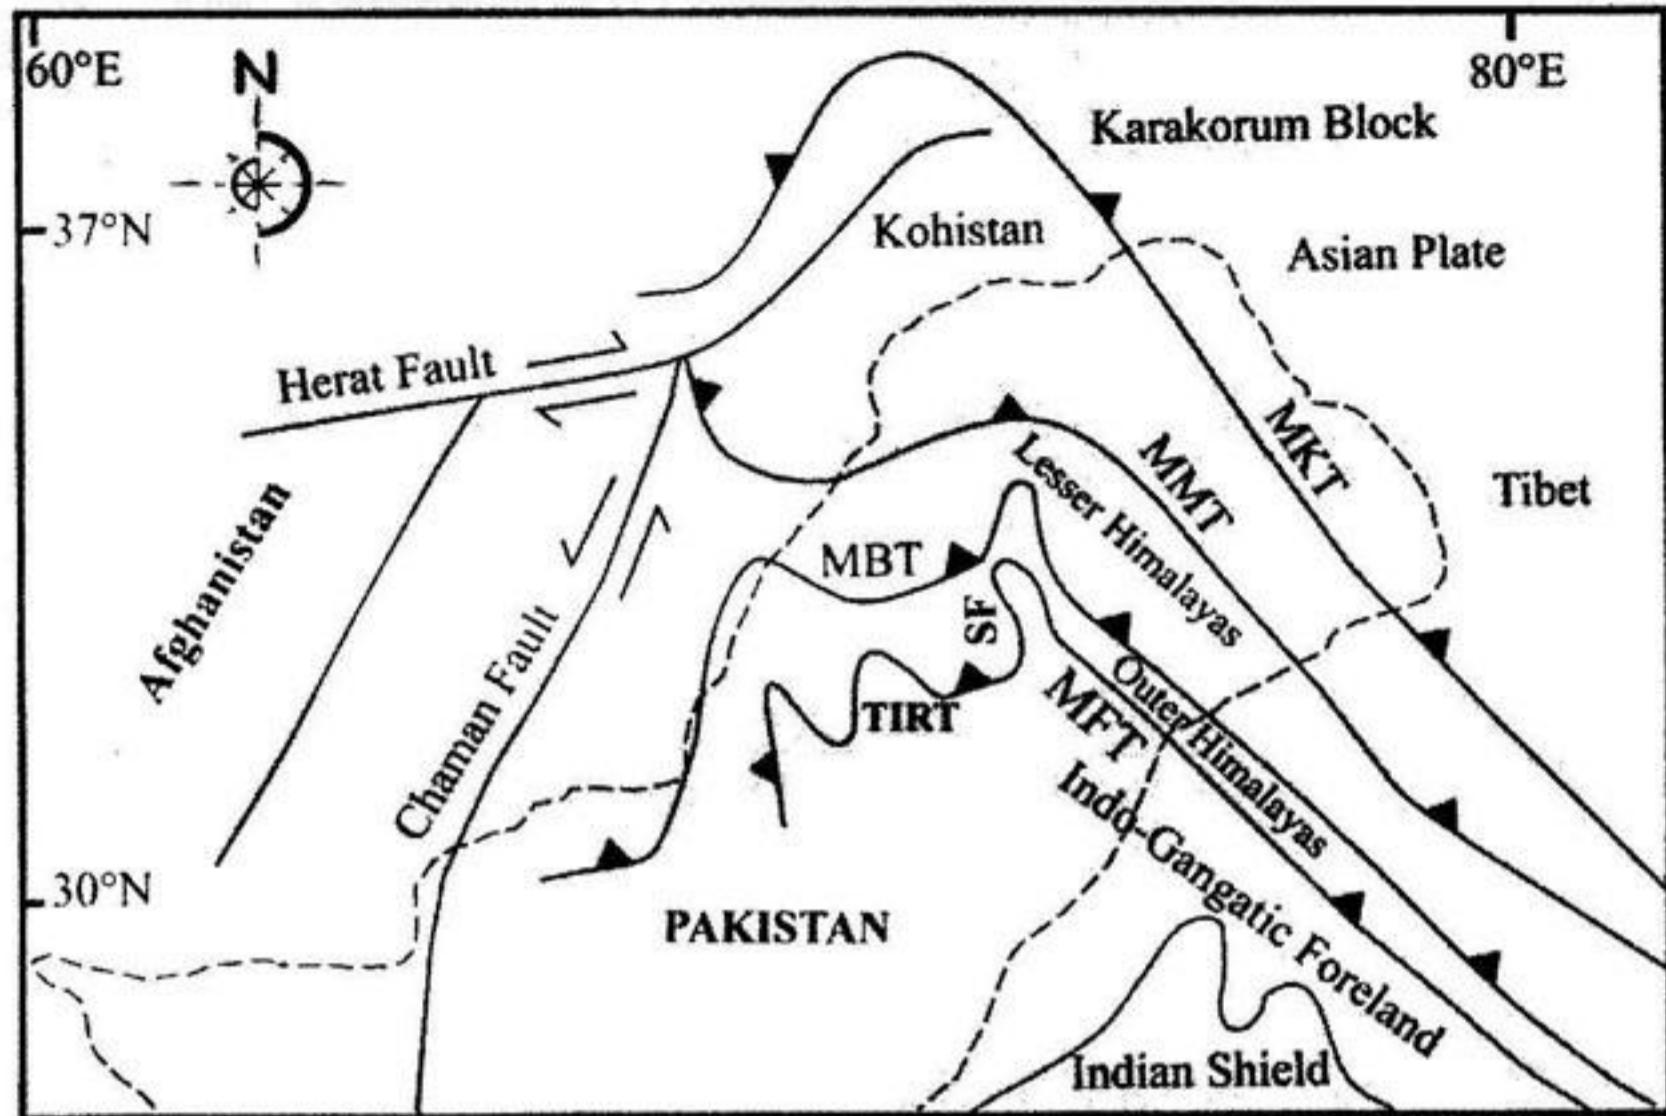 60°E
N
80°E
Karakorum Block
37°N
Kohistan
Asian Plate
Herat Fault
MKT
MMT
Lesser Himalayas
Tibet
Afghanistan
MBT
SF
Chaman Fault
TIRT
MFT
Outer Himalayas
Indo-Gangatic Foreland
30°N
PAKISTAN
Indian Shield